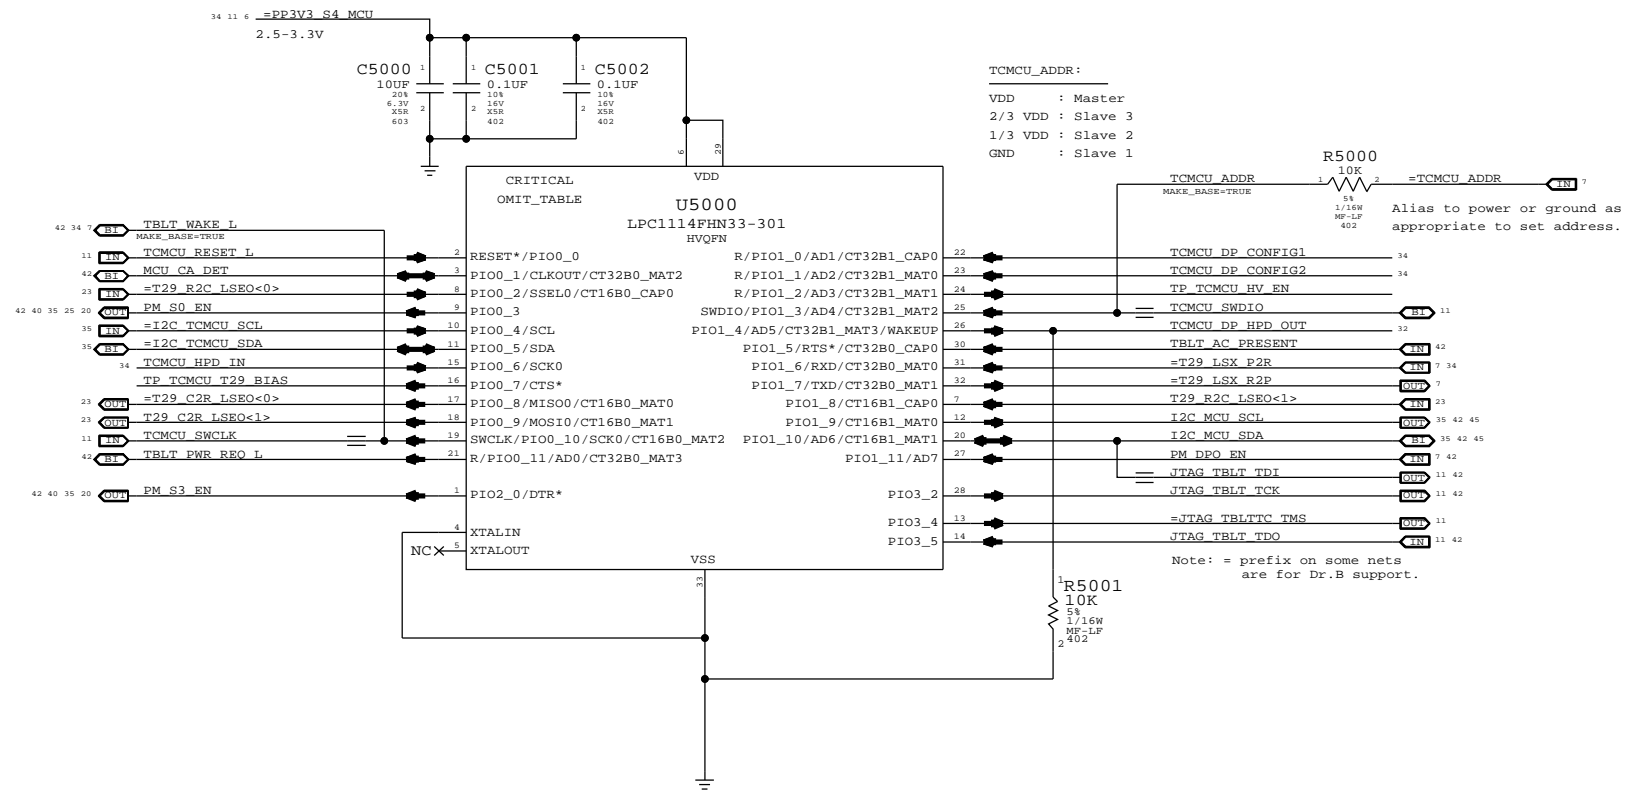 34 11 6 =PP3V3_S4_MCU
2.5-3.3V
C5000 1
10UF
20%
6.3V 2
X5R
603
1 C5001
0.1UF
10%
2 16V
X5R
402
1 C5002
0.1UF
10%
2 16V
X5R
402
TCMCU_ADDR:
VDD : Master
2/3 VDD : Slave 3
1/3 VDD : Slave 2
GND : Slave 1
R5000
10K
TCMCU_ADDR 1 2 =TCMCU_ADDR IN 7
MAKE_BASE=TRUE
5%
1/16W
MF-LF
402
Alias to power or ground as
appropriate to set address.
6 29
VDD
CRITICAL
OMIT_TABLE
U5000
LPC1114FHN33-301
HVQFN
42 34 7 BI TBLT_WAKE_L
MAKE_BASE=TRUE
11 IN TCMCU_RESET_L 2 RESET*/PIO0_0
42 BI MCU_CA_DET 3 PIO0_1/CLKOUT/CT32B0_MAT2
23 IN =T29_R2C_LSEO<0> 8 PIO0_2/SSEL0/CT16B0_CAP0
42 40 35 25 20 OUT PM_S0_EN 9 PIO0_3
35 IN =I2C_TCMCU_SCL 10 PIO0_4/SCL
35 BI =I2C_TCMCU_SDA 11 PIO0_5/SDA
34 TCMCU_HPD_IN 15 PIO0_6/SCK0
TP_TCMCU_T29_BIAS 16 PIO0_7/CTS*
23 OUT =T29_C2R_LSEO<0> 17 PIO0_8/MISO0/CT16B0_MAT0
23 OUT T29_C2R_LSEO<1> 18 PIO0_9/MOSI0/CT16B0_MAT1
11 IN TCMCU_SWCLK 19 SWCLK/PIO0_10/SCK0/CT16B0_MAT2
42 BI TBLT_PWR_REQ_L 21 R/PIO0_11/AD0/CT32B0_MAT3
42 40 35 20 OUT PM_S3_EN 1 PIO2_0/DTR*
4 XTALIN
NC 5 XTALOUT
R/PIO1_0/AD1/CT32B1_CAP0 22 TCMCU_DP_CONFIG1 34
R/PIO1_1/AD2/CT32B1_MAT0 23 TCMCU_DP_CONFIG2 34
R/PIO1_2/AD3/CT32B1_MAT1 24 TP_TCMCU_HV_EN
SWDIO/PIO1_3/AD4/CT32B1_MAT2 25 TCMCU_SWDIO BI 11
PIO1_4/AD5/CT32B1_MAT3/WAKEUP 26 TCMCU_DP_HPD_OUT 32
PIO1_5/RTS*/CT32B0_CAP0 30 TBLT_AC_PRESENT IN 42
PIO1_6/RXD/CT32B0_MAT0 31 =T29_LSX_P2R IN 7 34
PIO1_7/TXD/CT32B0_MAT1 32 =T29_LSX_R2P OUT 7
PIO1_8/CT16B1_CAP0 7 T29_R2C_LSEO<1> IN 23
PIO1_9/CT16B1_MAT0 12 I2C_MCU_SCL OUT 35 42 45
PIO1_10/AD6/CT16B1_MAT1 20 I2C_MCU_SDA BI 35 42 45
PIO1_11/AD7 27 PM_DPO_EN IN 7 42
JTAG_TBLT_TDI OUT 11 42
PIO3_2 28 JTAG_TBLT_TCK OUT 11 42
PIO3_4 13 =JTAG_TBLTTC_TMS OUT 11
PIO3_5 14 JTAG_TBLT_TDO IN 11 42
Note: = prefix on some nets
are for Dr.B support.
VSS
33
1 R5001
10K
5%
1/16W
MF-LF
2 402